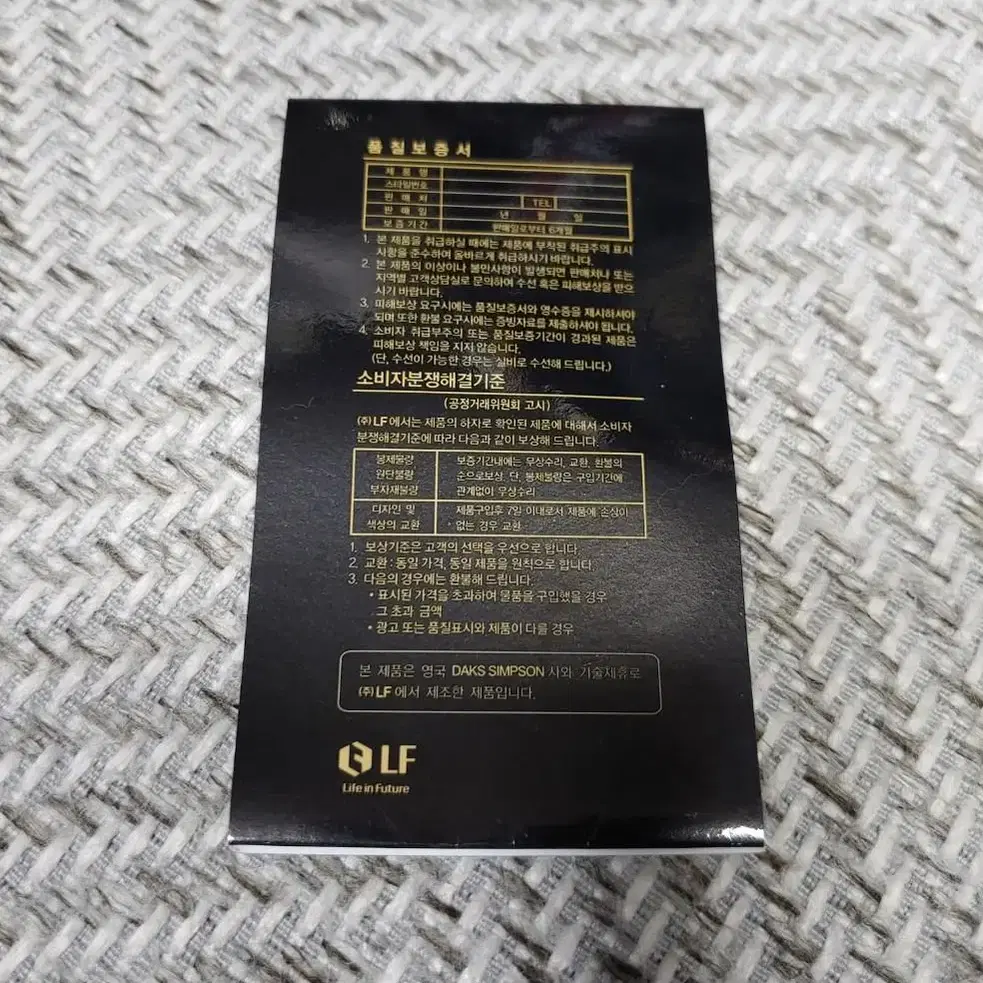 품질보증서
제 품 명
스타일번호
판 매 처 TEL
판 매 일 년 월 일
보증기간 판매일로부터 6개월
1. 본 제품을 취급하실 때에는 제품에 부착된 취급주의 표시
사항을 준수하여 올바르게 취급하시기 바랍니다.
2. 본 제품의 이상이나 불만사항이 발생되면 판매처나 또는
지역별 고객상담실로 문의하여 수선 혹은 피해보상을 받으
시기 바랍니다.
3. 피해보상 요구시에는 품질보증서와 영수증을 제시하셔야
되며 또한 환불 요구시에는 증빙자료를 제출하셔야 됩니다.
4. 소비자 취급부주의 또는 품질보증기간이 경과된 제품은
피해보상 책임을 지지 않습니다.
(단, 수선이 가능한 경우는 실비로 수선해 드립니다.)
소비자분쟁해결기준
(공정거래위원회 고시)
(주)LF에서는 제품의 하자로 확인된 제품에 대해서 소비자
분쟁해결기준에 따라 다음과 같이 보상해 드립니다.
봉제불량 보증기간내에는 무상수리, 교환, 환불의
원단불량 순으로보상. 단, 봉제불량은 구입기간에
부자재불량 관계없이 무상수리
디자인 및 제품구입후 7일 이내로서 제품에 손상이
색상의 교환 없는 경우 교환
1. 보상기준은 고객의 선택을 우선으로 합니다.
2. 교환 : 동일 가격, 동일 제품을 원칙으로 합니다.
3. 다음의 경우에는 환불해 드립니다.
• 표시된 가격을 초과하여 물품을 구입했을 경우
그 초과 금액
• 광고 또는 품질표시와 제품이 다를 경우
본 제품은 영국 DAKS SIMPSON 사와 기술제휴로
(주)LF에서 제조한 제품입니다.
LF
Life in Future